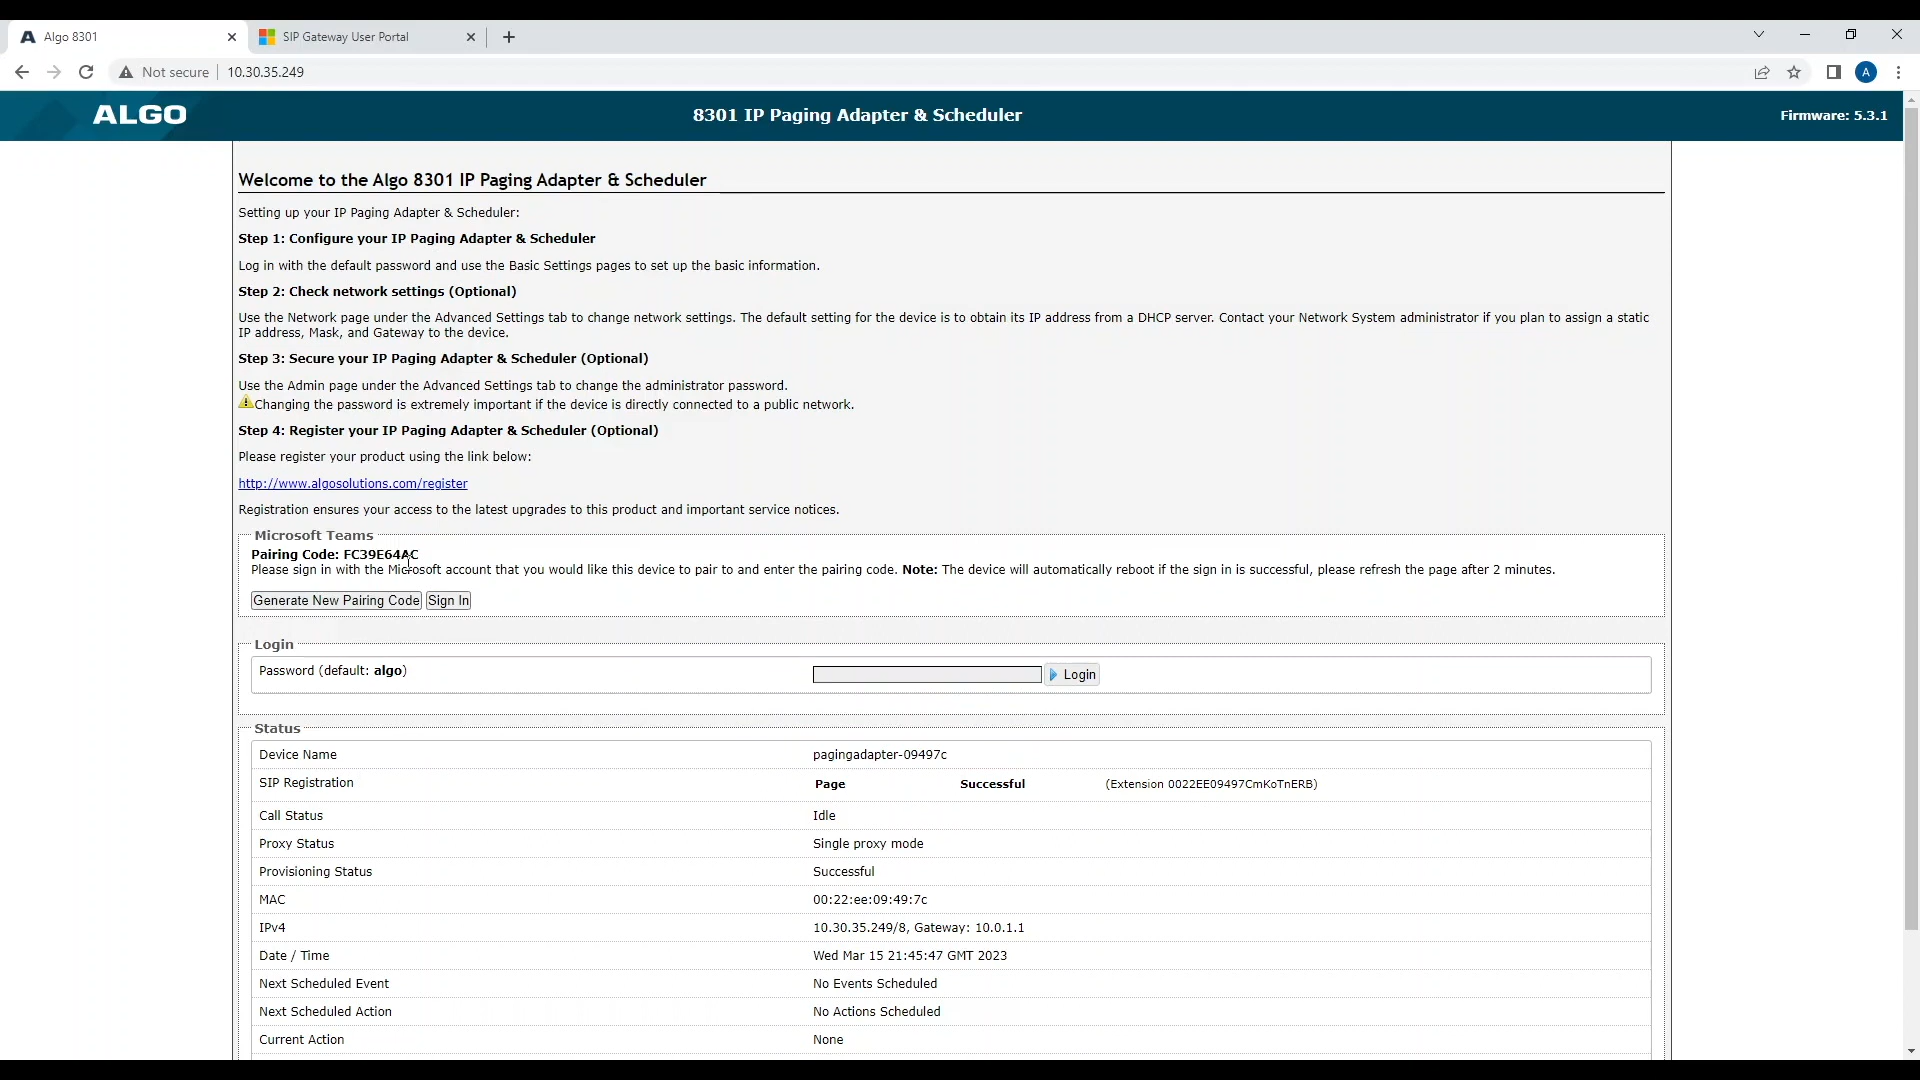 Algo 8301
SIP Gateway User Portal
Not secure
10.30.35.249
A
ALGO
8301 IP Paging Adapter & Scheduler
Firmware: 5.3.1
Welcome to the Algo 8301 IP Paging Adapter & Scheduler
Setting up your IP Paging Adapter & Scheduler:
Step 1: Configure your IP Paging Adapter & Scheduler
Log in with the default password and use the Basic Settings pages to set up the basic information.
Step 2: Check network settings (Optional)
Use the Network page under the Advanced Settings tab to change network settings. The default setting for the device is to obtain its IP address from a DHCP server. Contact your Network System administrator if you plan to assign a static
IP address, Mask, and Gateway to the device.
Step 3: Secure your IP Paging Adapter & Scheduler (Optional)
Use the Admin page under the Advanced Settings tab to change the administrator password.
Changing the password is extremely important if the device is directly connected to a public network.
Step 4: Register your IP Paging Adapter & Scheduler (Optional)
Please register your product using the link below:
http://www.algosolutions.com/register
Registration ensures your access to the latest upgrades to this product and important service notices.
Microsoft Teams
Pairing Code: FC39E64AC
Please sign in with the Microsoft account that you would like this device to pair to and enter the pairing code. Note: The device will automatically reboot if the sign in is successful, please refresh the page after 2 minutes.
Generate New Pairing Code Sign In
Login
Password (default: algo) Login
Status
Device Name pagingadapter-09497c
SIP Registration Page Successful (Extension 0022EE09497CmKoTnERB)
Call Status Idle
Proxy Status Single proxy mode
Provisioning Status Successful
MAC 00:22:ee:09:49:7c
IPv4 10.30.35.249/8, Gateway: 10.0.1.1
Date / Time Wed Mar 15 21:45:47 GMT 2023
Next Scheduled Event No Events Scheduled
Next Scheduled Action No Actions Scheduled
Current Action None